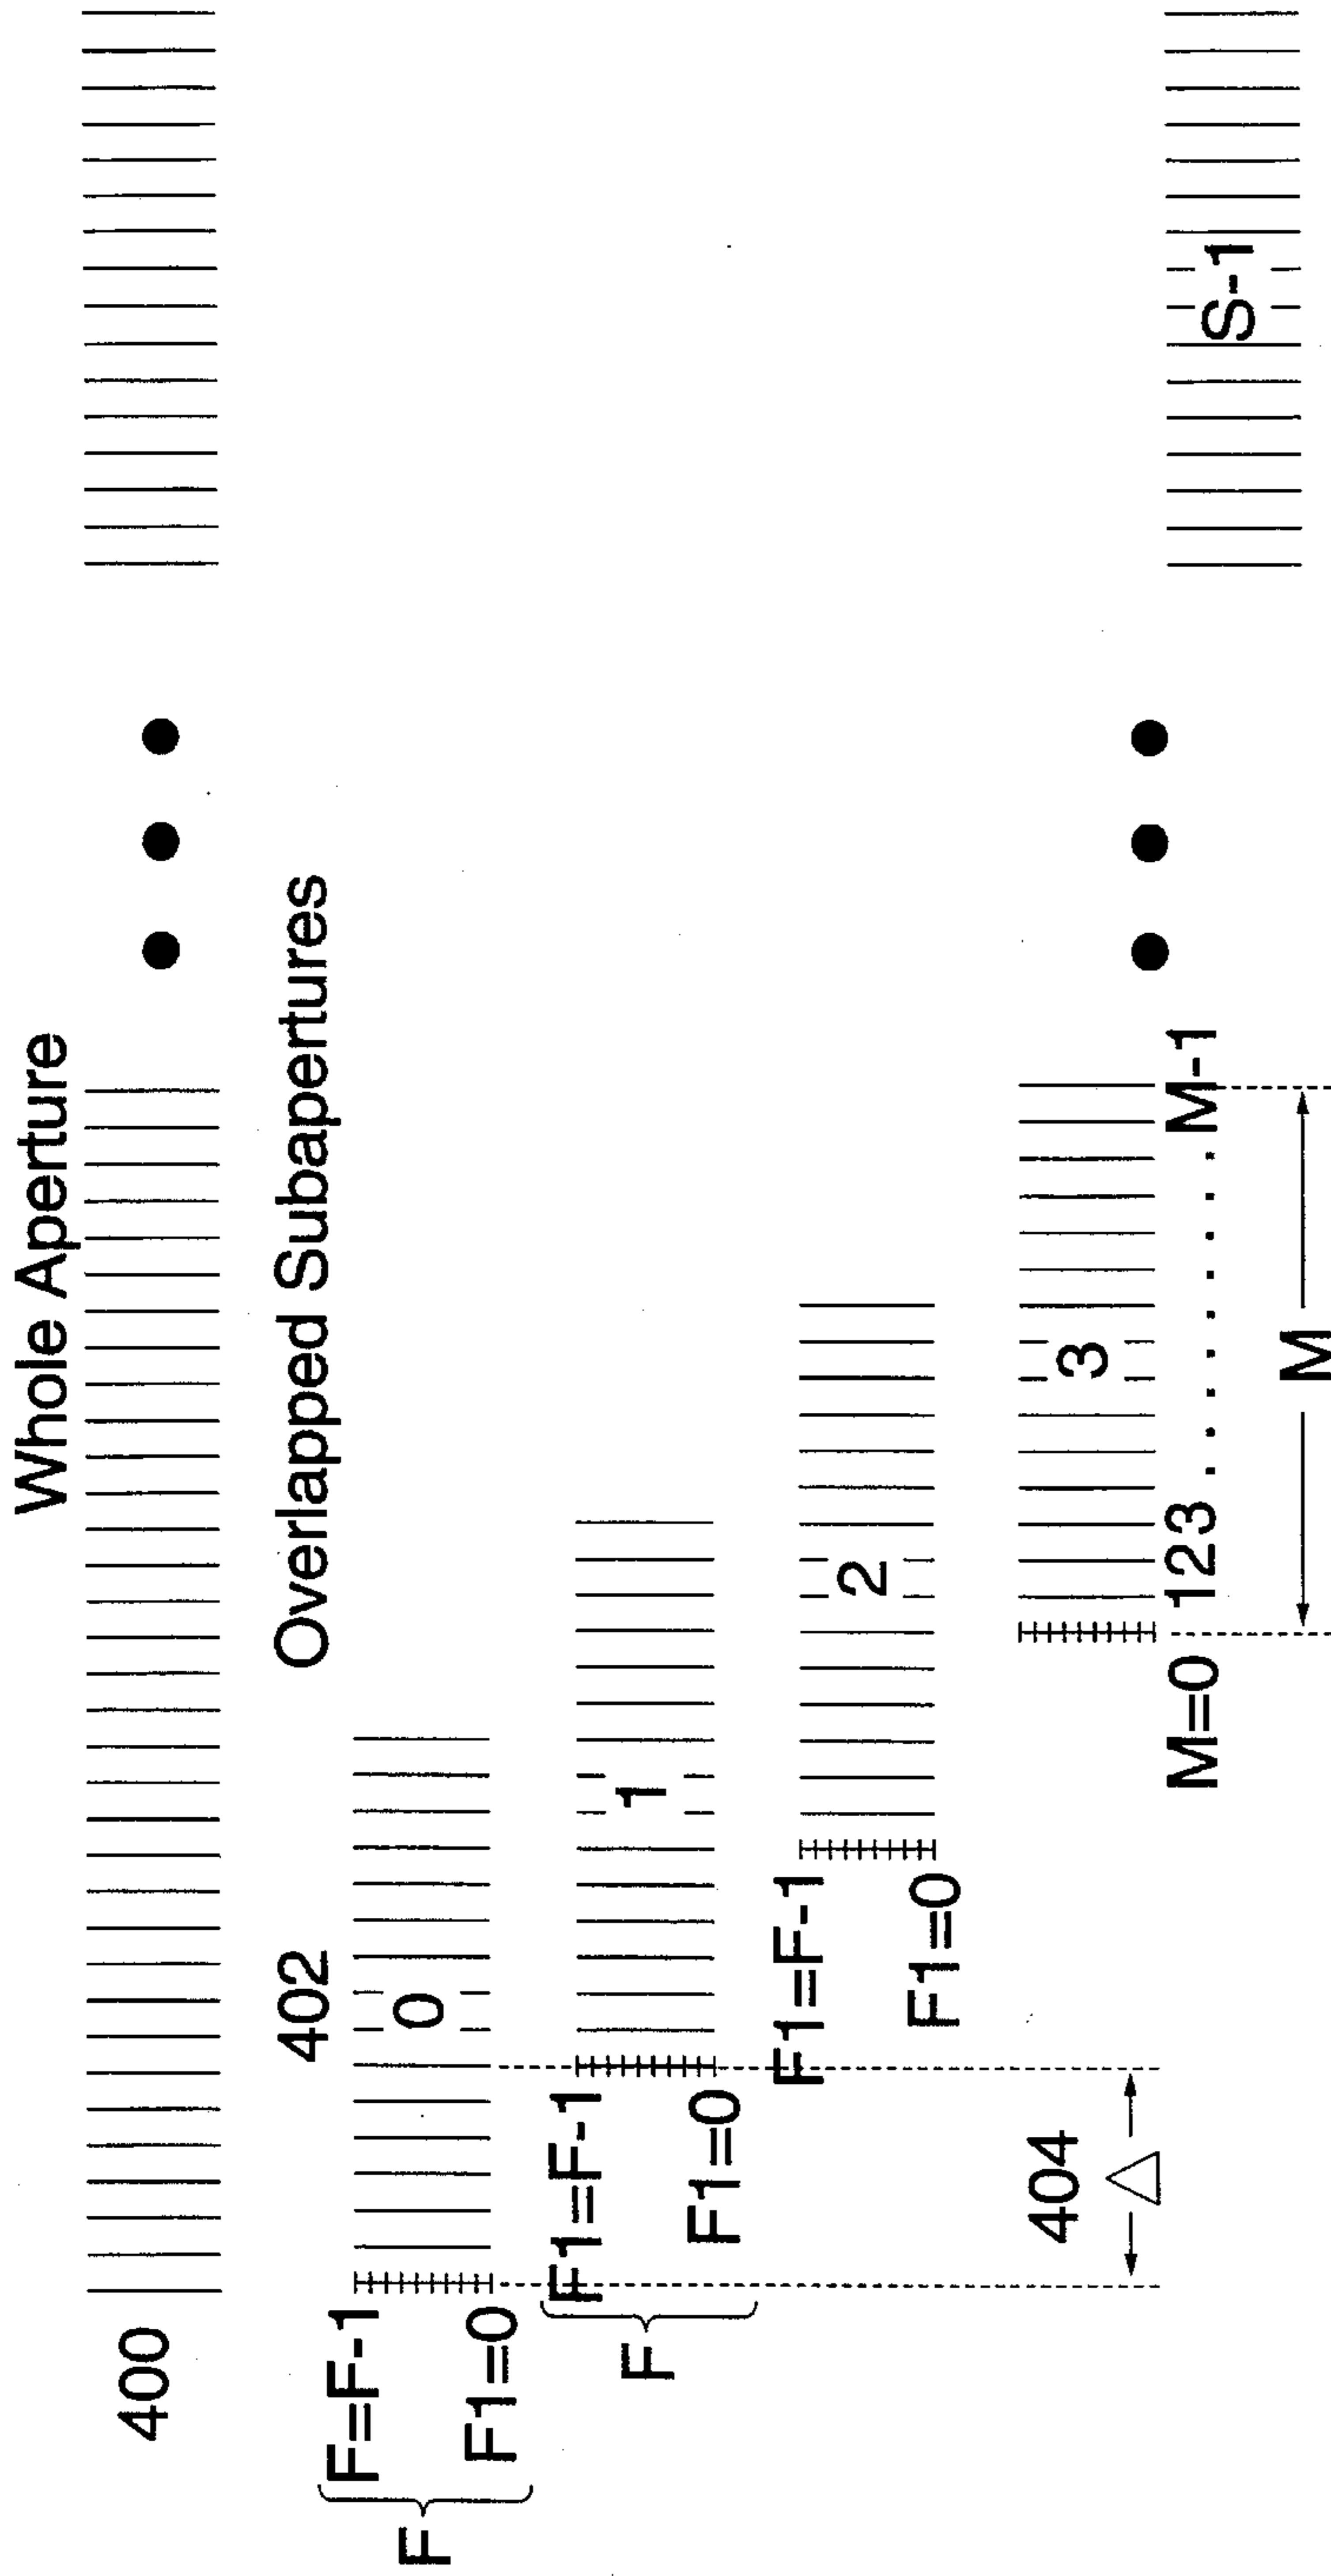 Whole Aperture
400
Overlapped Subapertures
402
F=F-1
0
F
F1=0
F1=F-1
1
F
F1=0
F1=F-1
2
F1=0
3
404
Δ
M=0 123 . . . . . . . . . M-1
S-1
M